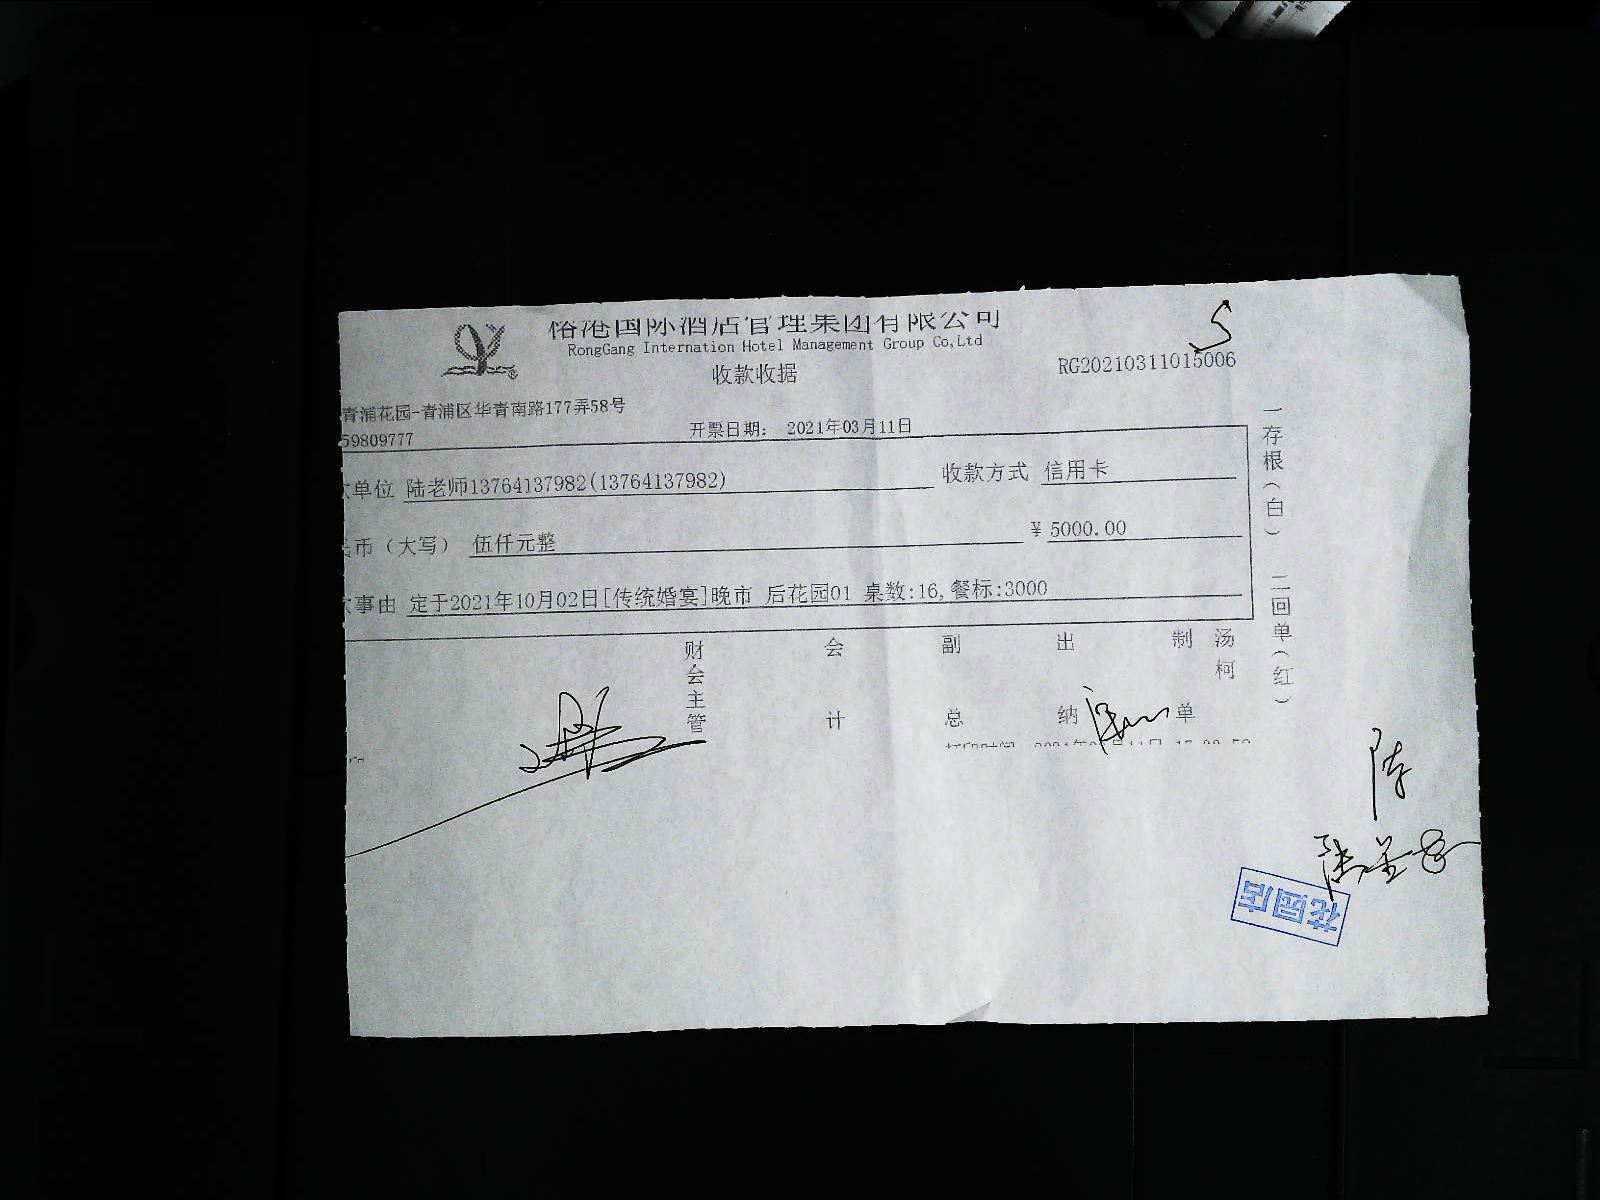 国际酒店管理集团有限公司
RongGang Internation Hotel Management Group Co,Ltd
收款收据
RG20210311015006
5
青浦花园-青浦区华青南路177弄58号
59809777
开票日期： 2021年03月11日
单位 陆老师13764137982(13764137982)
收款方式 信用卡
币（大写） 伍仟元整
¥ 5000.00
事由 定于2021年10月02日[传统婚宴]晚市 后花园01 桌数:16,餐标:3000
财会主管
会计
副总
出纳
制单
汤柯
一存根（白） 二回单（红）
陈
花园店